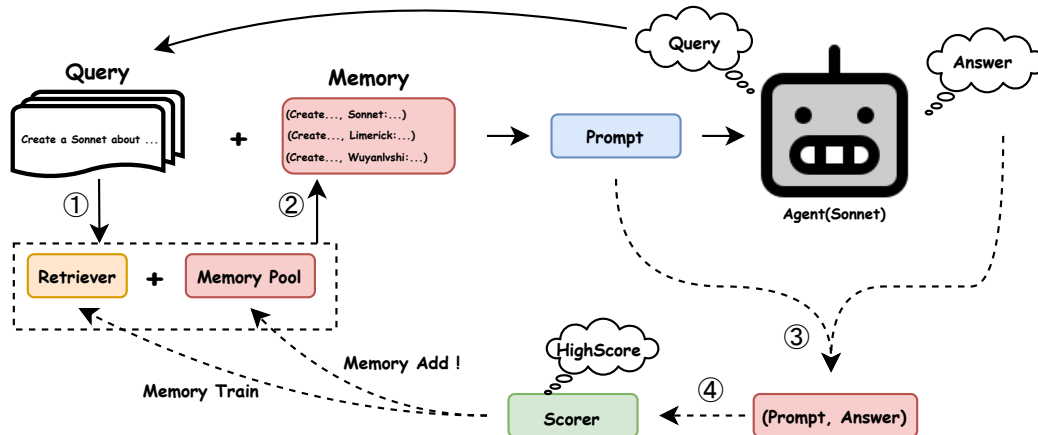 Query
Answer
Query
Memory
Create a Sonnet about ...
+
(Create..., Sonnet:...)
(Create..., Limerick:...)
(Create..., Wuyanlvshi:...)
Prompt
Agent(Sonnet)
①
②
Retriever
+
Memory Pool
③
HighScore
Memory Add !
Memory Train
④
Scorer
(Prompt, Answer)